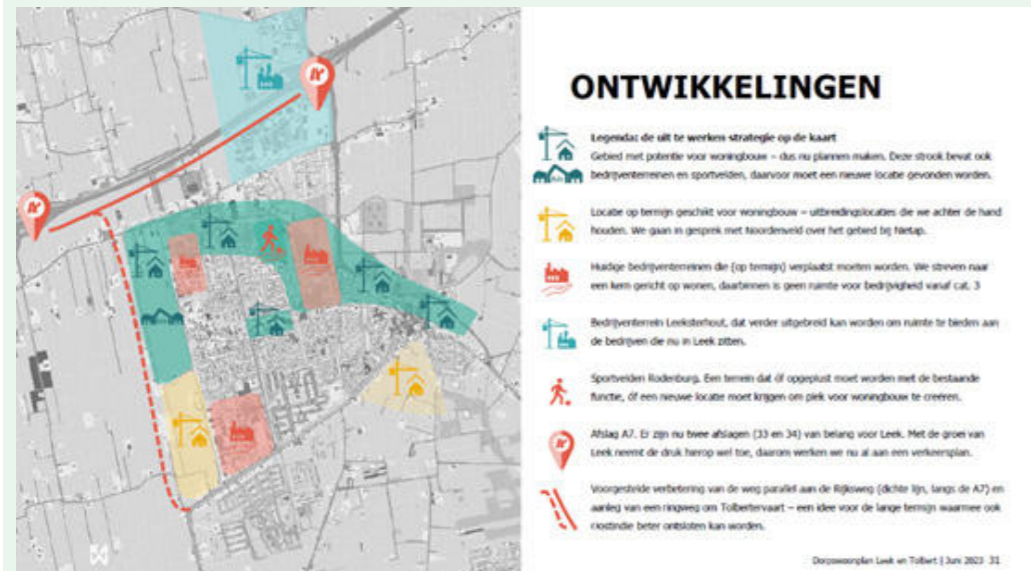 ONTWIKKELINGEN
Legenda: de uit te werken strategie op de kaart
Gebied met potentie voor woningbouw – dus nu plannen maken. Deze strook bevat ook
bedrijventerreinen en sportvelden, daarvoor moet een nieuwe locatie gevonden worden.
Locatie op termijn geschikt voor woningbouw – uitbreidingslocaties die we achter de hand
houden. We gaan in gesprek met Noordenveld over het gebied bij Nietap.
Huidige bedrijventerreinen die (op termijn) verplaatst moeten worden. We streven naar
een kern gericht op wonen, daarbinnen is geen ruimte voor bedrijvigheid vanaf cat. 3
Bedrijventerrein Leeksterhout, dat verder uitgebreid kan worden om ruimte te bieden aan
de bedrijven die nu in Leek zitten.
Sportvelden Rodenburg. Een terrein dat óf opgeplust moet worden met de bestaande
functie, óf een nieuwe locatie moet krijgen om plek voor woningbouw te creëren.
Afslag A7. Er zijn nu twee afslagen (33 en 34) van belang voor Leek. Met de groei van
Leek neemt de druk hierop wel toe, daarom werken we nu al aan een verkeersplan.
Voorgestelde verbetering van de weg parallel aan de Rijksweg (dichte lijn, langs de A7) en
aanleg van een ringweg om Tolbertervaart – een idee voor de lange termijn waarmee ook
Oostindie beter ontsloten kan worden.
Dorpswoonplan Leek en Tolbert | Juni 2023 31